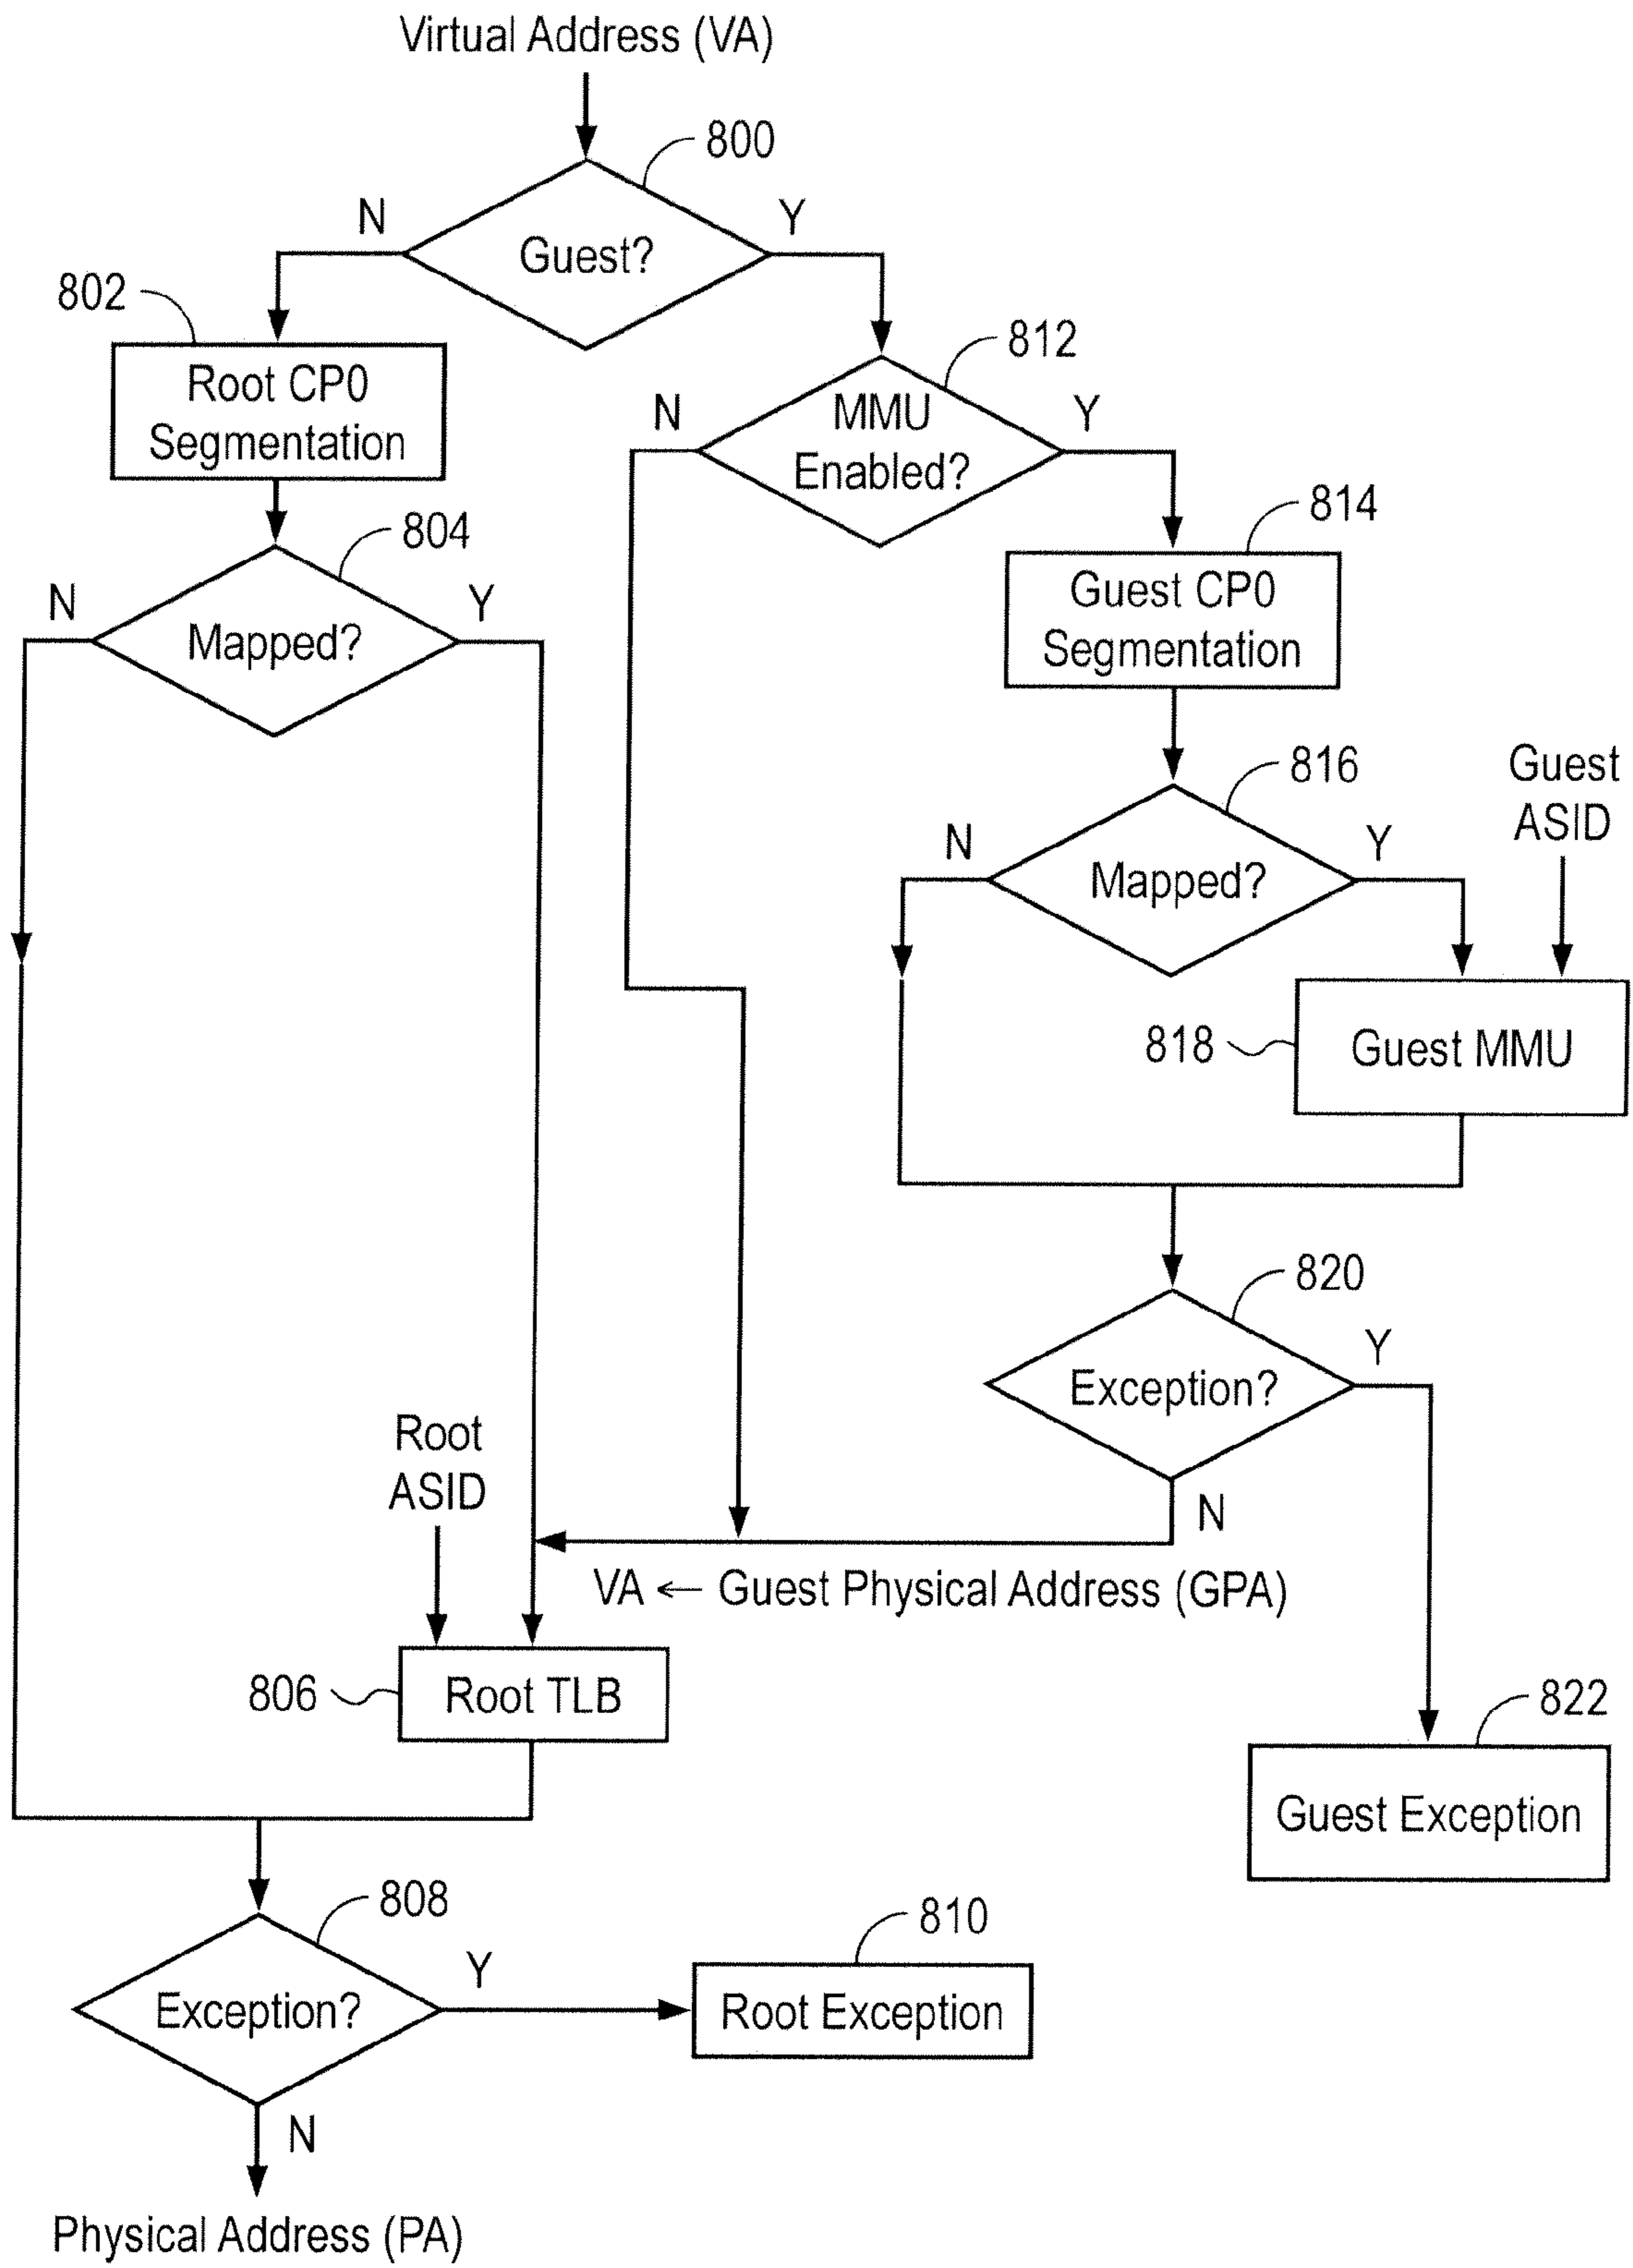 Virtual Address (VA)
800
N
Y
Guest?
802
812
Root CP0
Segmentation
N
MMU
Enabled?
Y
814
804
Guest CP0
Segmentation
N
Y
Mapped?
816
Guest
ASID
N
Y
Mapped?
818
Guest MMU
820
Y
Exception?
Root
ASID
N
VA ← Guest Physical Address (GPA)
806
Root TLB
822
Guest Exception
808
810
Y
Exception?
Root Exception
N
Physical Address (PA)